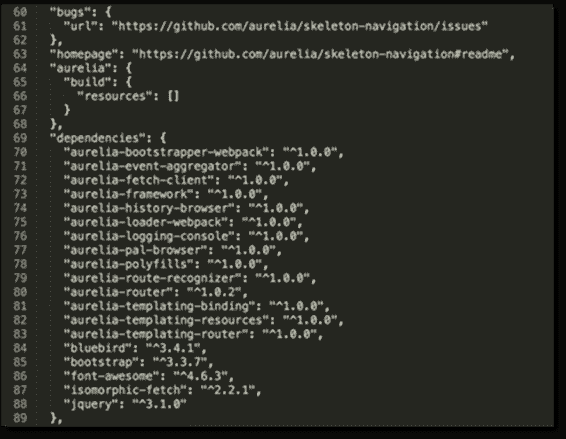 60 "bugs": {
61 "url": "https://github.com/aurelia/skeleton-navigation/issues"
62 },
63 "homepage": "https://github.com/aurelia/skeleton-navigation#readme",
64 "aurelia": {
65 "build": {
66 "resources": []
67 }
68 },
69 "dependencies": {
70 "aurelia-bootstrapper-webpack": "^1.0.0",
71 "aurelia-event-aggregator": "^1.0.0",
72 "aurelia-fetch-client": "^1.0.0",
73 "aurelia-framework": "^1.0.0",
74 "aurelia-history-browser": "^1.0.0",
75 "aurelia-loader-webpack": "^1.0.0",
76 "aurelia-logging-console": "^1.0.0",
77 "aurelia-pal-browser": "^1.0.0",
78 "aurelia-polyfills": "^1.0.0",
79 "aurelia-route-recognizer": "^1.0.0",
80 "aurelia-router": "^1.0.2",
81 "aurelia-templating-binding": "^1.0.0",
82 "aurelia-templating-resources": "^1.0.0",
83 "aurelia-templating-router": "^1.0.0",
84 "bluebird": "^3.4.1",
85 "bootstrap": "^3.3.7",
86 "font-awesome": "^4.6.3",
87 "isomorphic-fetch": "^2.2.1",
88 "jquery": "^3.1.0"
89 },